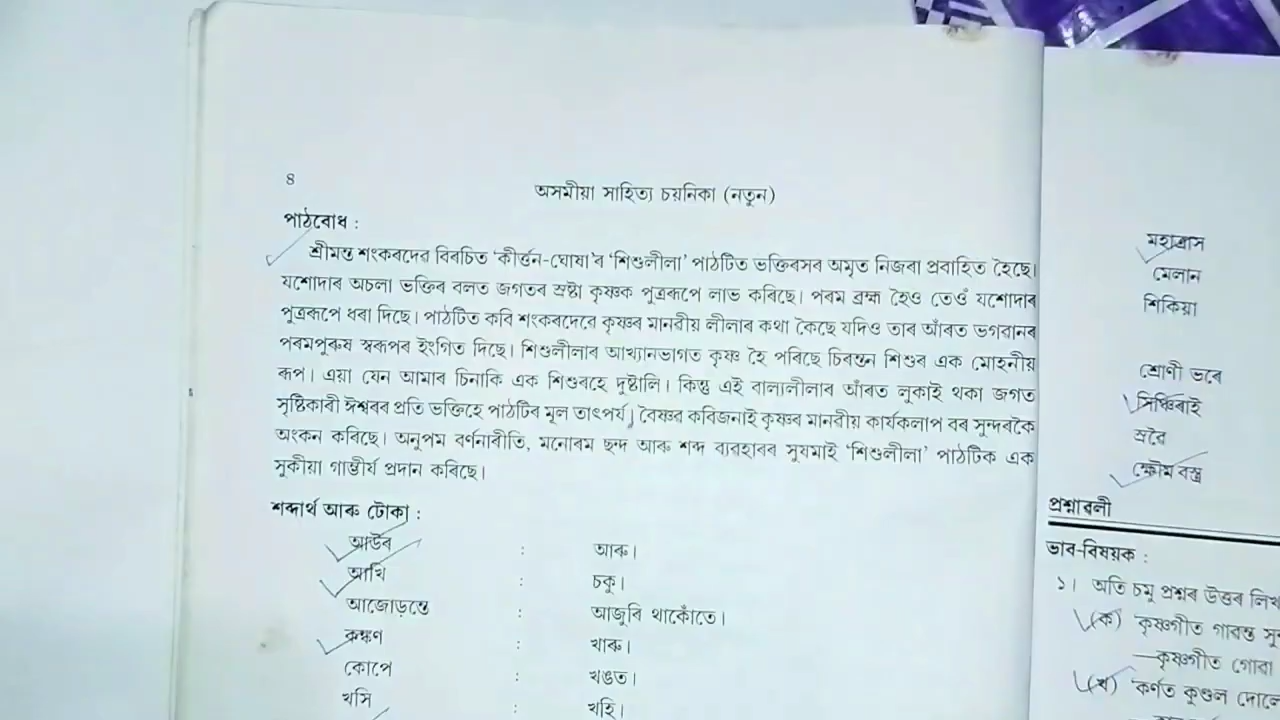 ৪
অসমীয়া সাহিত্য চয়নিকা (নতুন)
পাঠবোধ :
শ্ৰীমন্ত শংকৰদেৱ বিৰচিত ‘কীৰ্ত্তন-ঘোষা’ৰ ‘শিশুলীলা’ পাঠটিত ভক্তিৰসৰ অমৃত নিজৰা প্ৰবাহিত হৈছে।
যশোদাৰ অচলা ভক্তিৰ বলত জগতৰ স্ৰষ্টা কৃষ্ণক পুত্ৰৰূপে লাভ কৰিছে। পৰম ব্ৰহ্ম হৈও তেওঁ যশোদাৰ
পুত্ৰৰূপে ধৰা দিছে। পাঠটিত কবি শংকৰদেৱে কৃষ্ণৰ মানৱীয় লীলাৰ কথা কৈছে যদিও তাৰ আঁৰত ভগৱানৰ
পৰমপুৰুষ স্বৰূপৰ ইংগিত দিছে। শিশুলীলাৰ আখ্যানভাগত কৃষ্ণ হৈ পৰিছে চিৰন্তন শিশুৰ এক মোহনীয়
ৰূপ। এয়া যেন আমাৰ চিনাকি এক শিশুৰহে দুষ্টালি। কিন্তু এই বাল্যলীলাৰ আঁৰত লুকাই থকা জগত
সৃষ্টিকাৰী ঈশ্বৰৰ প্ৰতি ভক্তিহে পাঠটিৰ মূল তাৎপৰ্য। বৈষ্ণৱ কবিজনাই কৃষ্ণৰ মানৱীয় কাৰ্যকলাপ বৰ সুন্দৰকৈ
অংকন কৰিছে। অনুপম বৰ্ণনাৰীতি, মনোৰম ছন্দ আৰু শব্দ ব্যৱহাৰৰ সুষমাই ‘শিশুলীলা’ পাঠটিক এক
সুকীয়া গাম্ভীৰ্য প্ৰদান কৰিছে।
শব্দাৰ্থ আৰু টোকা :
আউৰ : আৰু।
আখি : চকু।
আজোড়ন্তে : আজুৰি থাকোঁতে।
কঙ্কণ : খাৰু।
কোপে : খঙত।
খসি : খহি।
মহাত্ৰাস
মেলান
শিকিয়া
শ্ৰোণী ভৰে
সিঞ্চিৰাই
স্ৰৱৈ
ক্ষৌম বস্ত্ৰ
প্ৰশ্নাৱলী
ভাব-বিষয়ক :
১। অতি চমু প্ৰশ্নৰ উত্তৰ
(ক) কৃষ্ণগীত গাৱন্ত
—কৃষ্ণগীত গোৱা
(খ) ‘কৰ্ণত কুণ্ডল